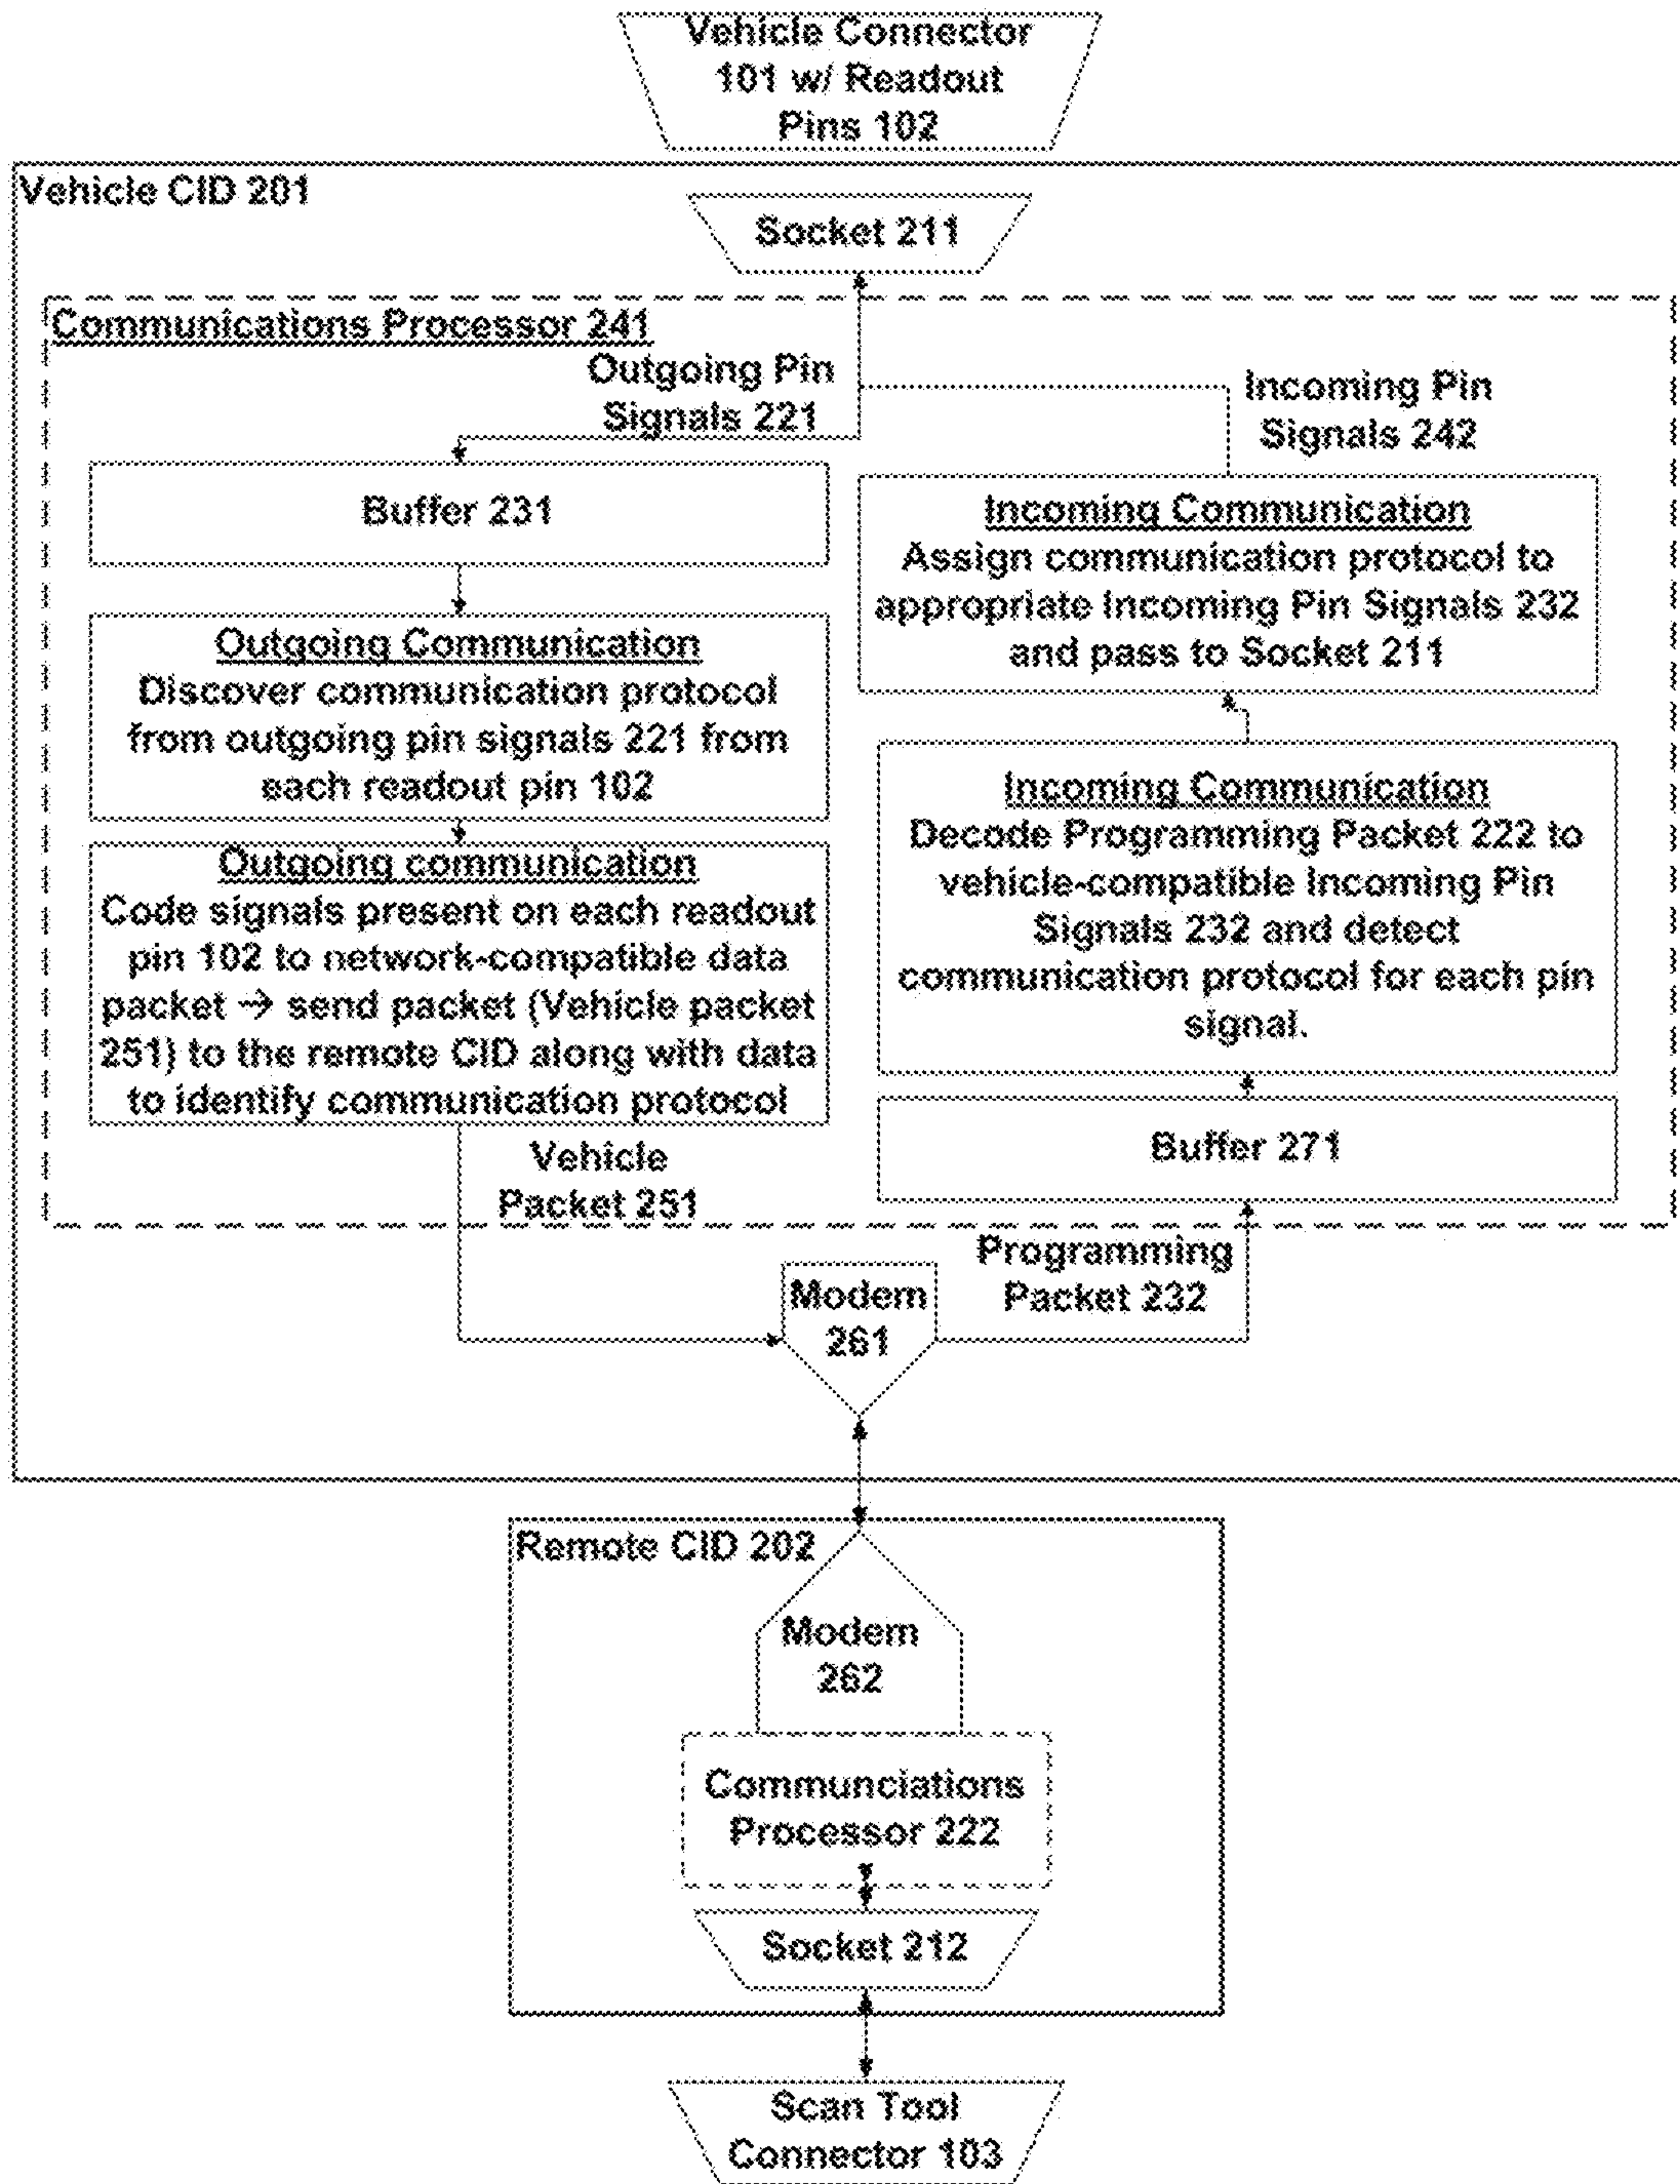 Vehicle Connector
101 w/ Readout
Pins 102
Vehicle CID 201
Socket 211
Communications Processor 241
Outgoing Pin
Signals 221
Incoming Pin
Signals 242
Buffer 231
Incoming Communication
Assign communication protocol to
appropriate Incoming Pin Signals 232
and pass to Socket 211
Outgoing Communication
Discover communication protocol
from outgoing pin signals 221 from
each readout pin 102
Incoming Communication
Decode Programming Packet 222 to
vehicle-compatible Incoming Pin
Signals 232 and detect
communication protocol for each pin
signal.
Outgoing communication
Code signals present on each readout
pin 102 to network-compatible data
packet → send packet (Vehicle packet
251) to the remote CID along with data
to identify communication protocol
Buffer 271
Vehicle
Packet 251
Programming
Packet 232
Modem
261
Remote CID 202
Modem
262
Communciations
Processor 222
Socket 212
Scan Tool
Connector 103